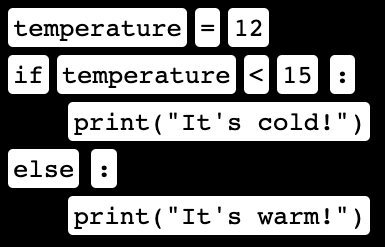 temperature = 12
if temperature < 15 :
    print("It's cold!")
else :
    print("It's warm!")